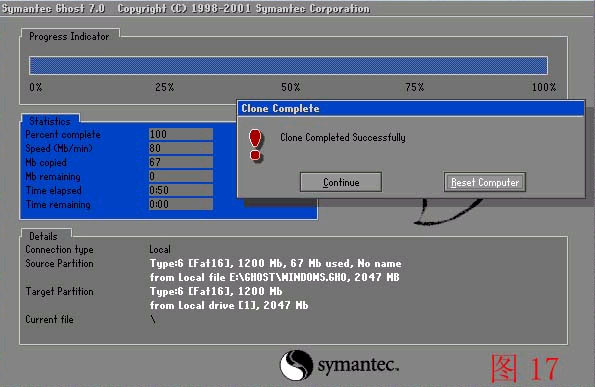 Symantec Ghost 7.0 Copyright (C) 1998-2001 Symantec Corporation
Progress Indicator
0% 25% 50% 75% 100%
Clone Complete
Clone Completed Successfully
Continue Reset Computer
Statistics
Percent complete 100
Speed (Mb/min) 80
Mb copied 67
Mb remaining 0
Time elapsed 0:50
Time remaining 0:00
Details
Connection type Local
Source Partition Type:6 [Fat16], 1200 Mb, 67 Mb used, No name
from Local file E:\GHOST\WINDOWS.GHO, 2047 MB
Target Partition Type:6 [Fat16], 1200 Mb
from Local drive [1], 2047 Mb
Current file \
symantec.
图 17